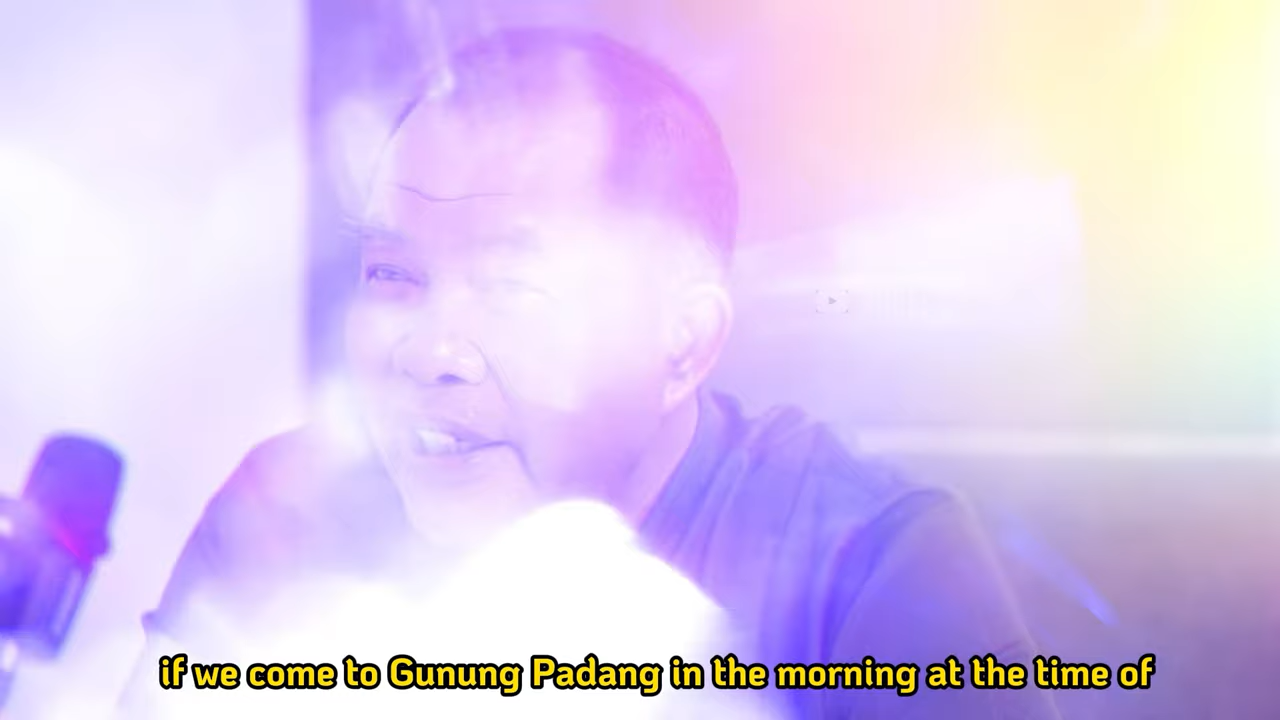 if we come to Gunung Padang in the morning at the time of